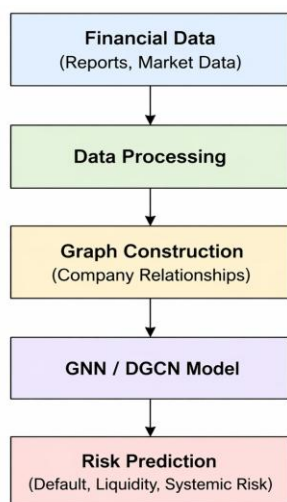 Financial Data
(Reports, Market Data)
Data Processing
Graph Construction
(Company Relationships)
GNN / DGCN Model
Risk Prediction
(Default, Liquidity, Systemic Risk)